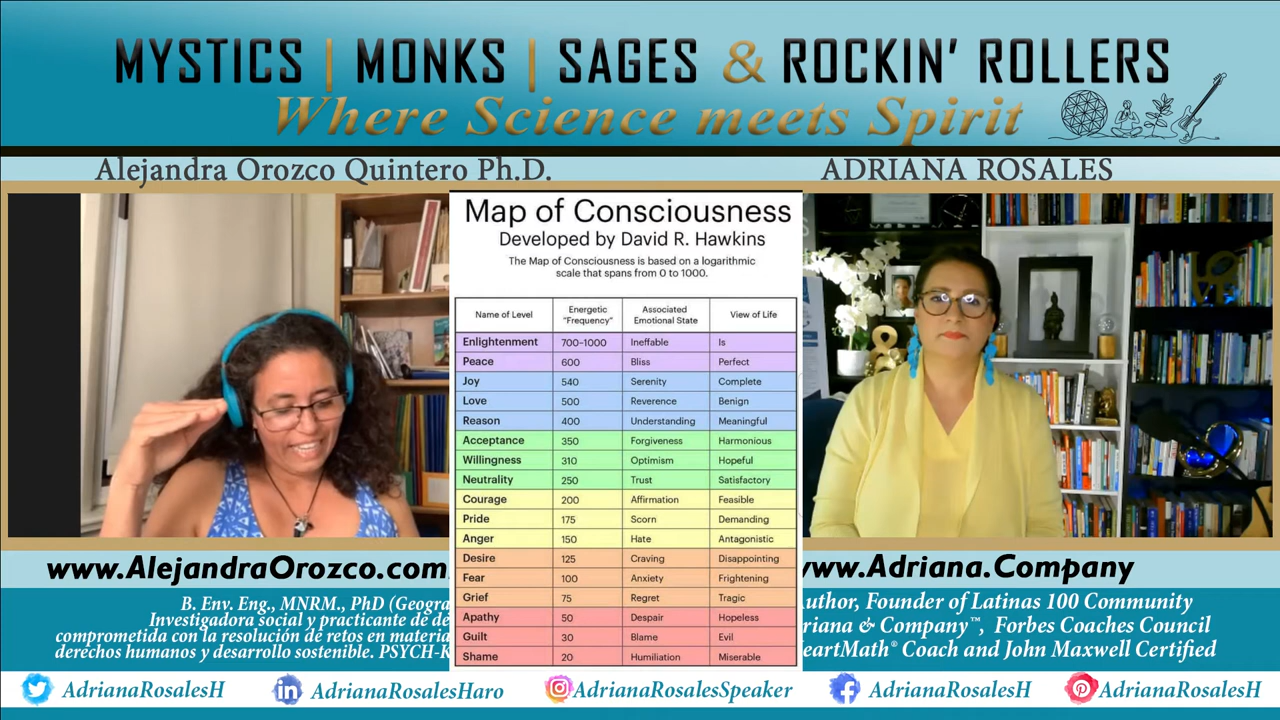 MYSTICS | MONKS | SAGES & ROCKIN' ROLLERS
Where Science meets Spirit
Alejandra Orozco Quintero Ph.D.
ADRIANA ROSALES
Map of Consciousness
Developed by David R. Hawkins
The Map of Consciousness is based on a logarithmic
scale that spans from 0 to 1000.
Name of Level Energetic "Frequency" Associated Emotional State View of Life
Enlightenment 700-1000 Ineffable Is
Peace 600 Bliss Perfect
Joy 540 Serenity Complete
Love 500 Reverence Benign
Reason 400 Understanding Meaningful
Acceptance 350 Forgiveness Harmonious
Willingness 310 Optimism Hopeful
Neutrality 250 Trust Satisfactory
Courage 200 Affirmation Feasible
Pride 175 Scorn Demanding
Anger 150 Hate Antagonistic
Desire 125 Craving Disappointing
Fear 100 Anxiety Frightening
Grief 75 Regret Tragic
Apathy 50 Despair Hopeless
Guilt 30 Blame Evil
Shame 20 Humiliation Miserable
www.AlejandraOrozco.com
B. Env. Eng., MNRM., PhD (Geogra
Investigadora social y practicante de de
comprometida con la resolución de retos en materia
derechos humanos y desarrollo sostenible. PSYCH-K
ww.Adriana.Company
uthor, Founder of Latinas 100 Community
riana & Company™, Forbes Coaches Council
eartMath® Coach and John Maxwell Certified
AdrianaRosalesH
AdrianaRosalesHaro
AdrianaRosalesSpeaker
AdrianaRosalesH
AdrianaRosalesH